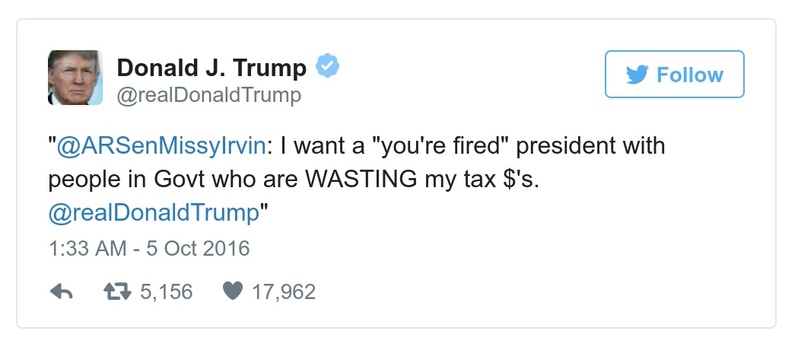 Donald J. Trump
@realDonaldTrump
Follow
"@ARSenMissyIrvin: I want a "you're fired" president with
people in Govt who are WASTING my tax $'s.
@realDonaldTrump"
1:33 AM - 5 Oct 2016
5,156 17,962